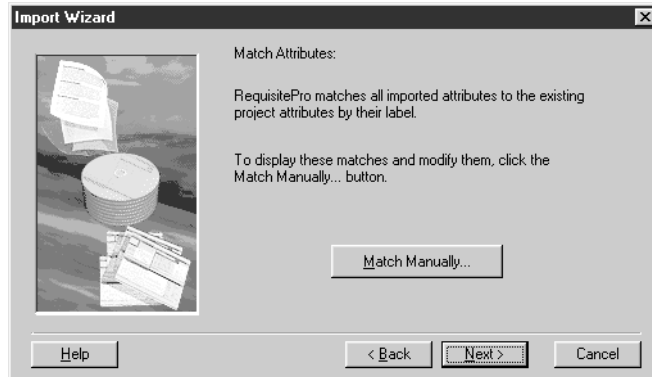 Import Wizard
Match Attributes:
RequisitePro matches all imported attributes to the existing
project attributes by their label.
To display these matches and modify them, click the
Match Manually... button.
Match Manually...
Help
< Back
Next >
Cancel